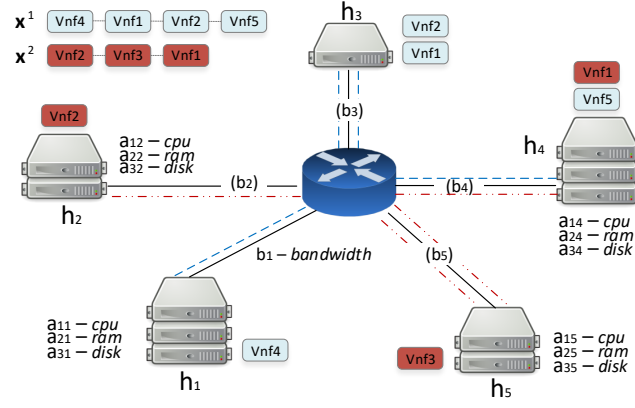 x¹ Vnf4 Vnf1 Vnf2 Vnf5
x² Vnf2 Vnf3 Vnf1
h₃
Vnf2
Vnf1
(b₃)
Vnf2
a₁₂ – cpu
a₂₂ – ram
a₃₂ – disk
h₂
(b₂)
Vnf1
Vnf5
h₄
(b₄)
a₁₄ – cpu
a₂₄ – ram
a₃₄ – disk
b₁ – bandwidth
(b₅)
a₁₁ – cpu
a₂₁ – ram
a₃₁ – disk
Vnf4
h₁
Vnf3
a₁₅ – cpu
a₂₅ – ram
a₃₅ – disk
h₅